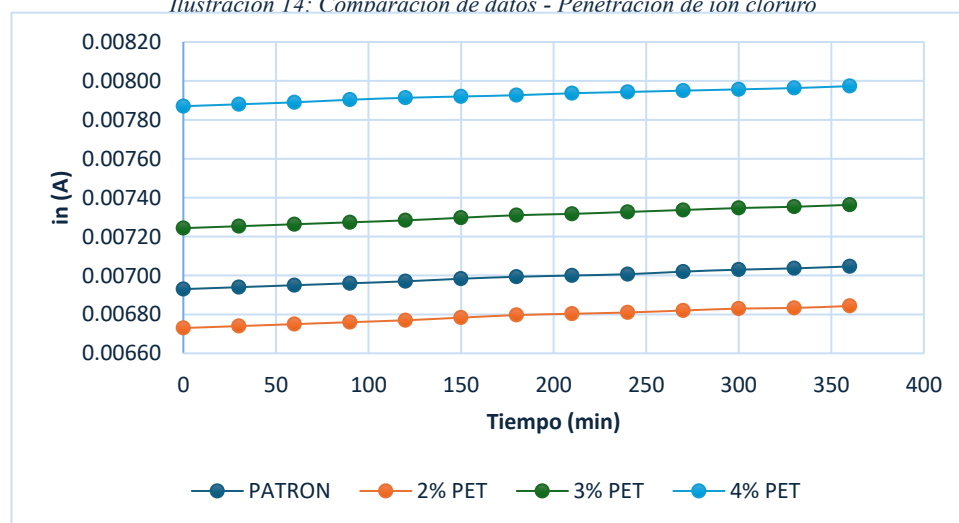 Ilustración 14: Comparación de datos - Penetración de ion cloruro
0.00820
0.00800
0.00780
0.00760
0.00740
0.00720
0.00700
0.00680
0.00660
in (A)
0 50 100 150 200 250 300 350 400
Tiempo (min)
PATRON 2% PET 3% PET 4% PET